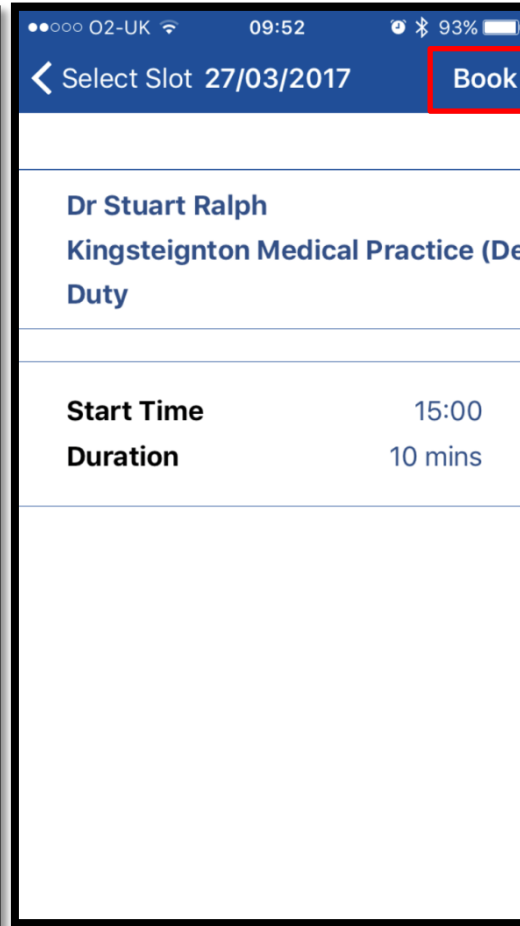 O2-UK 09:52 93%
Select Slot 27/03/2017 Book
Dr Stuart Ralph
Kingsteignton Medical Practice (De
Duty
Start Time 15:00
Duration 10 mins